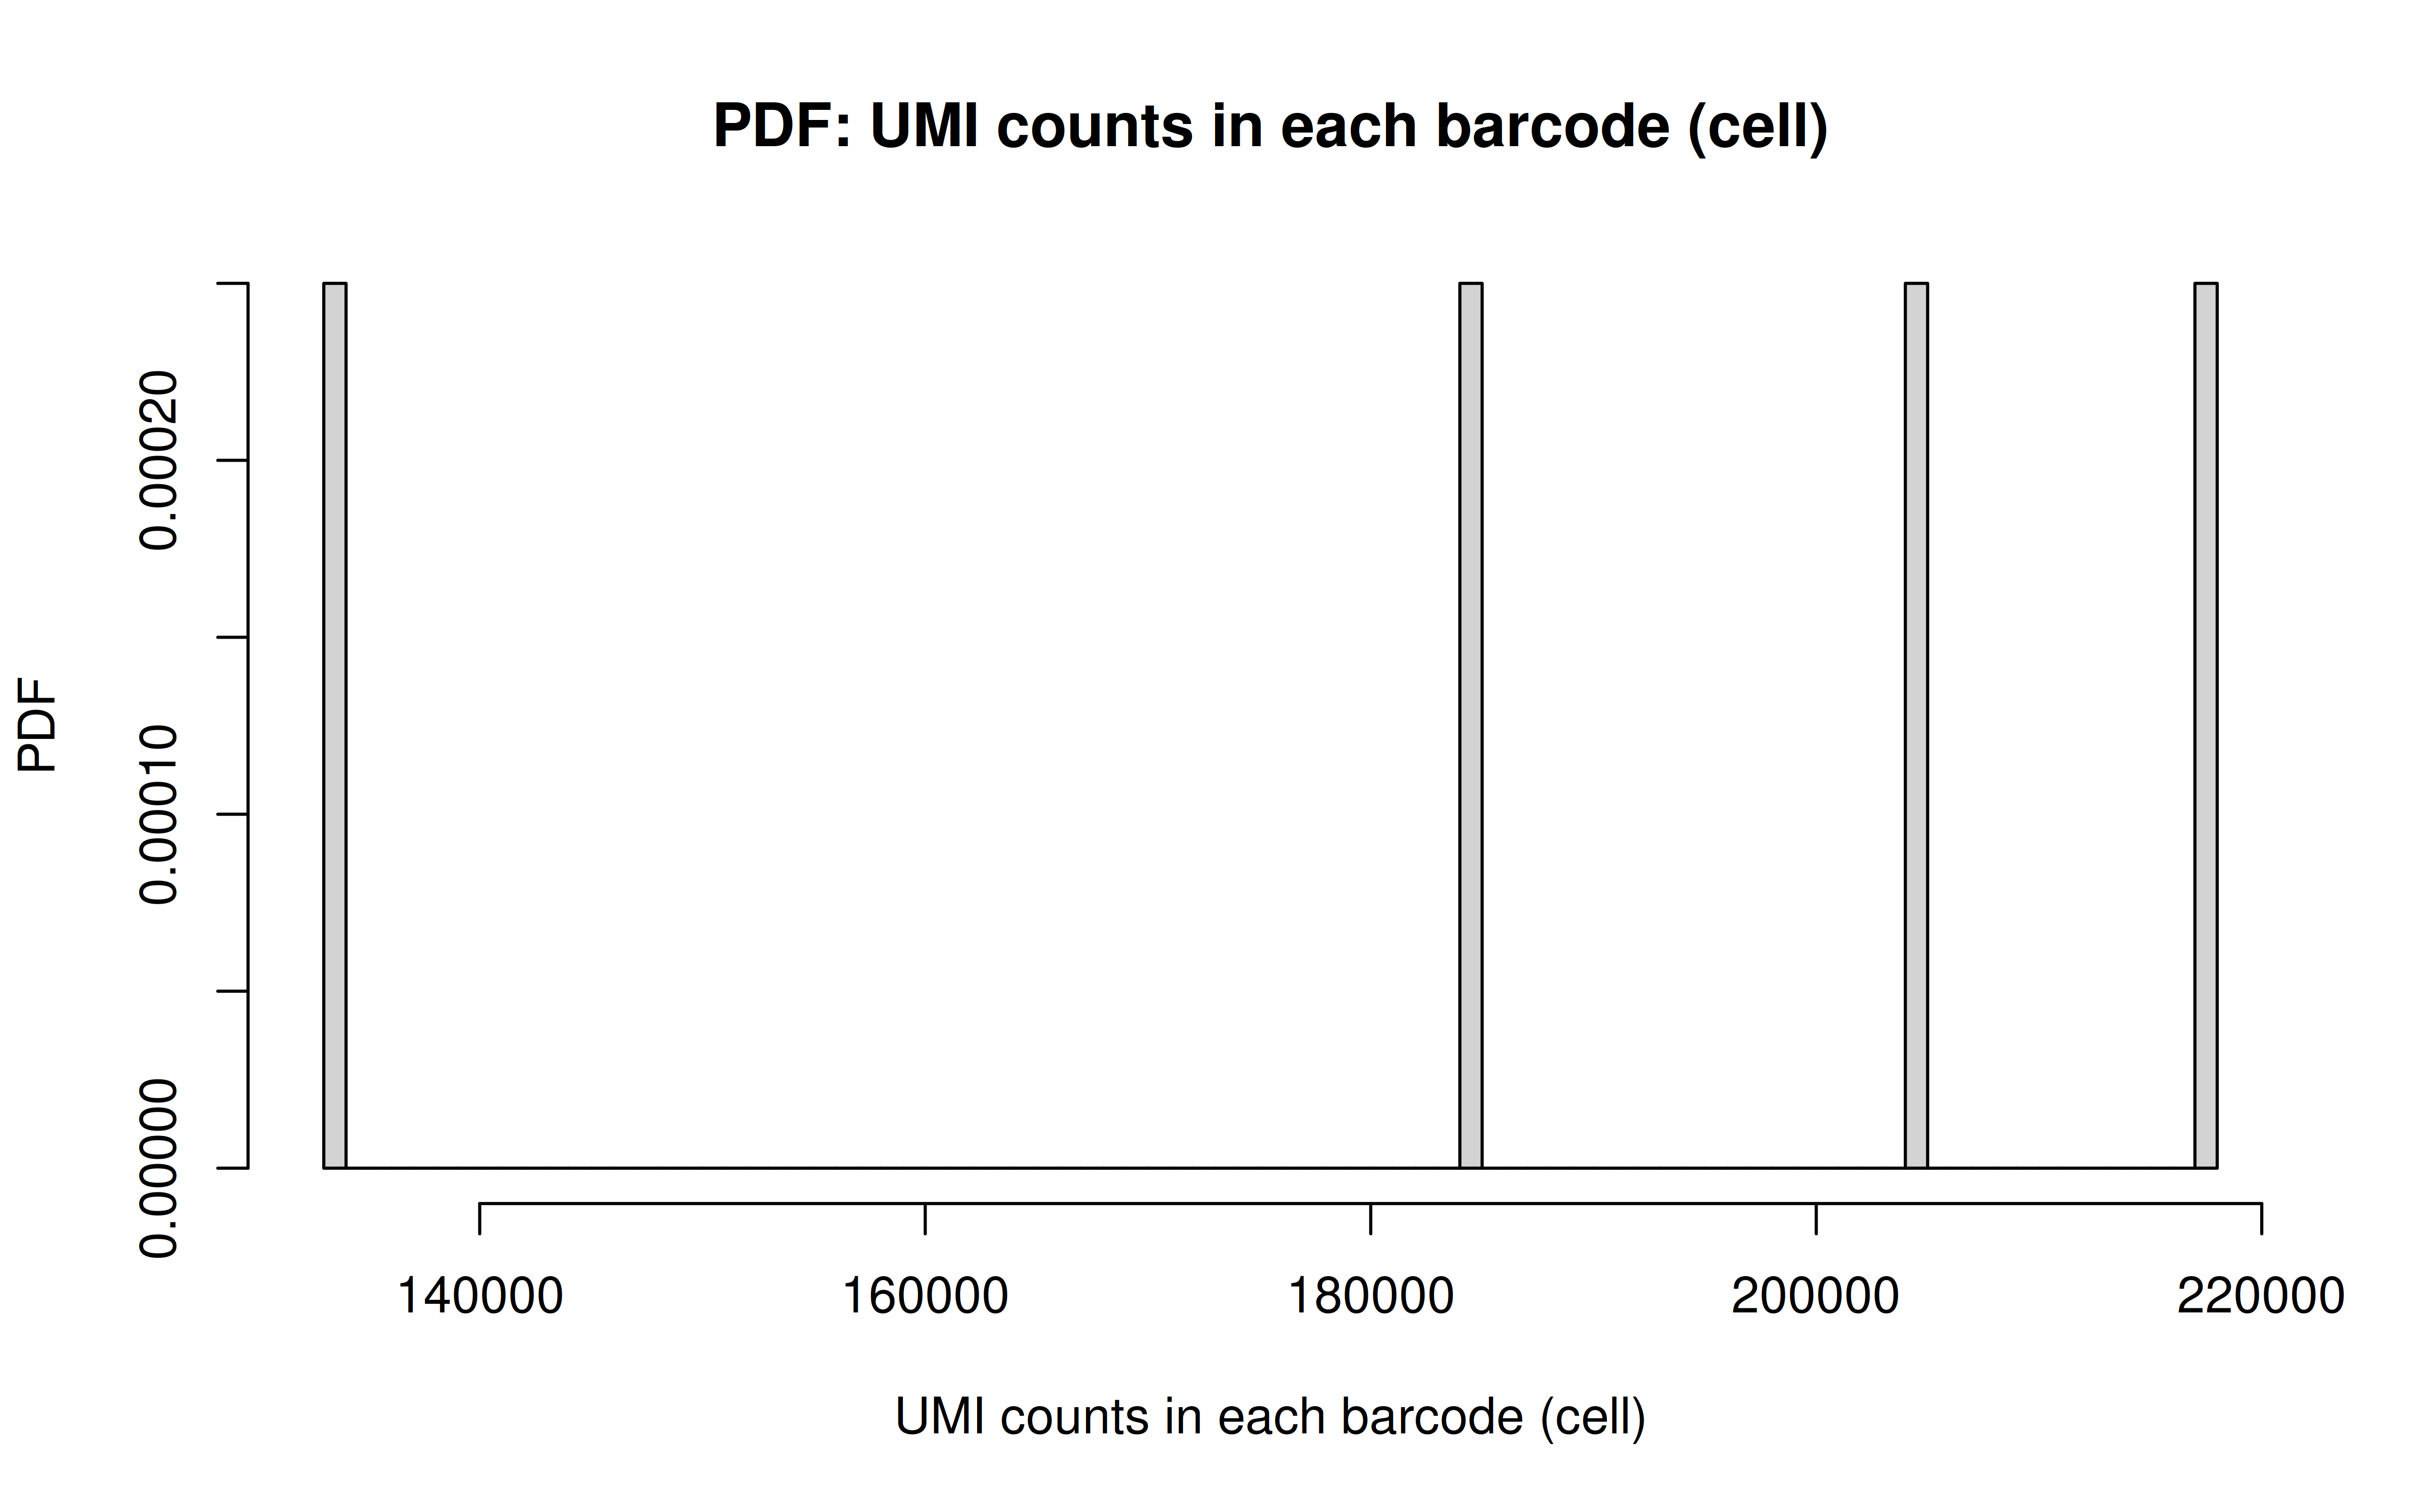 PDF: UMI counts in each barcode (cell)
PDF
0.00020
0.00010
0.00000
140000 160000 180000 200000 220000
UMI counts in each barcode (cell)